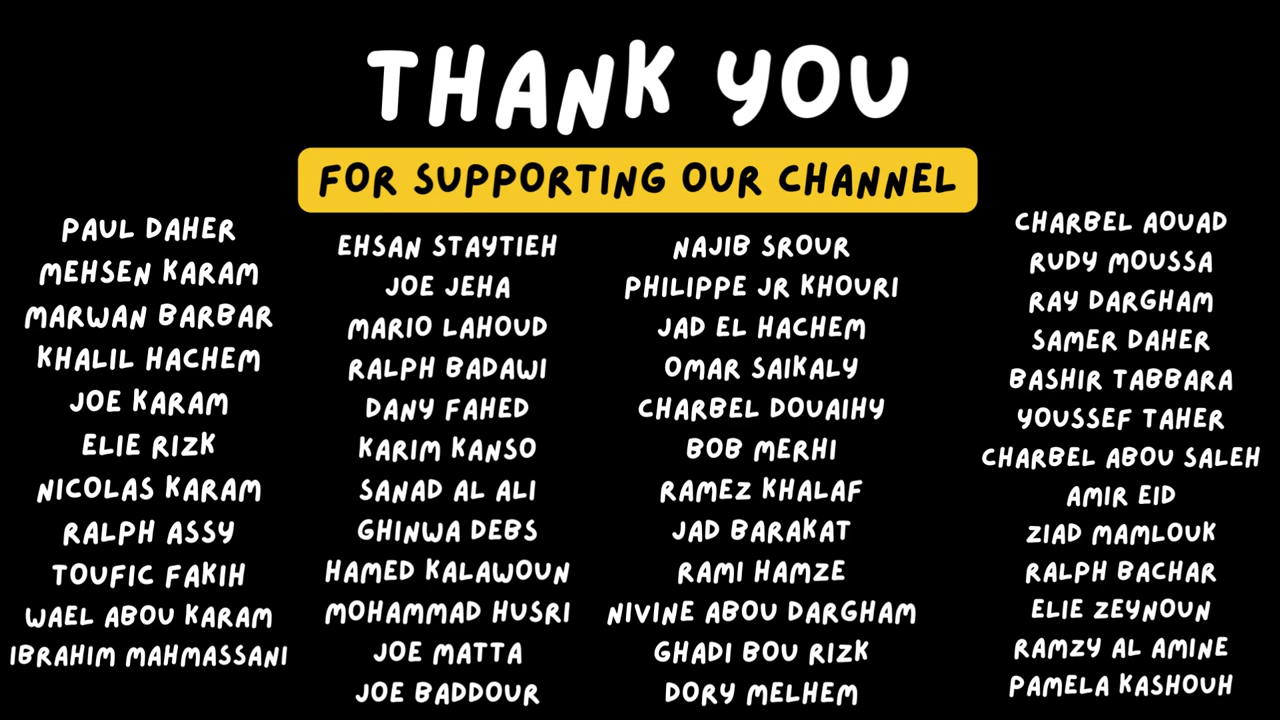 THANK YOU
FOR SUPPORTING OUR CHANNEL
PAUL DAHER
MEHSEN KARAM
MARWAN BARBAR
KHALIL HACHEM
JOE KARAM
ELIE RIZK
NICOLAS KARAM
RALPH ASSY
TOUFIC FAKIH
WAEL ABOU KARAM
IBRAHIM MAHMASSANI
EHSAN STAYTIEH
JOE JEHA
MARIO LAHOUD
RALPH BADAWI
DANY FAHED
KARIM KANSO
SANAD AL ALI
GHINWA DEBS
HAMED KALAWOUN
MOHAMMAD HUSRI
JOE MATTA
JOE BADDOUR
NAJIB SROUR
PHILIPPE JR KHOURI
JAD EL HACHEM
OMAR SAIKALY
CHARBEL DOUAIHY
BOB MERHI
RAMEZ KHALAF
JAD BARAKAT
RAMI HAMZE
NIVINE ABOU DARGHAM
GHADI BOU RIZK
DORY MELHEM
CHARBEL AOUAD
RUDY MOUSSA
RAY DARGHAM
SAMER DAHER
BASHIR TABBARA
YOUSSEF TAHER
CHARBEL ABOU SALEH
AMIR EID
ZIAD MAMLOUK
RALPH BACHAR
ELIE ZEYNOUN
RAMZY AL AMINE
PAMELA KASHOUH